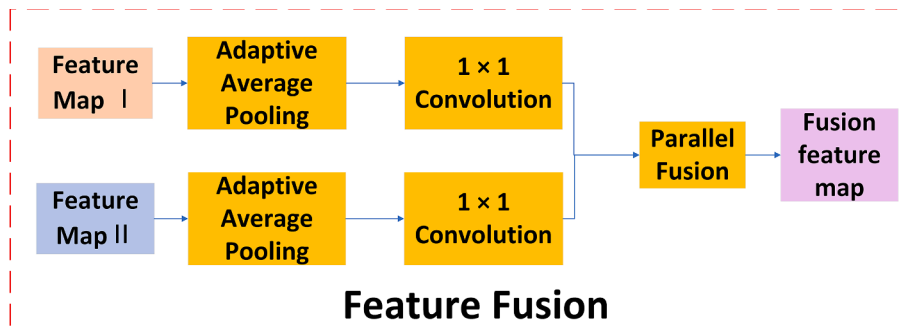 Feature
Map Ⅰ
Adaptive
Average
Pooling
1 × 1
Convolution
Feature
Map Ⅱ
Adaptive
Average
Pooling
1 × 1
Convolution
Parallel
Fusion
Fusion
feature
map
Feature Fusion